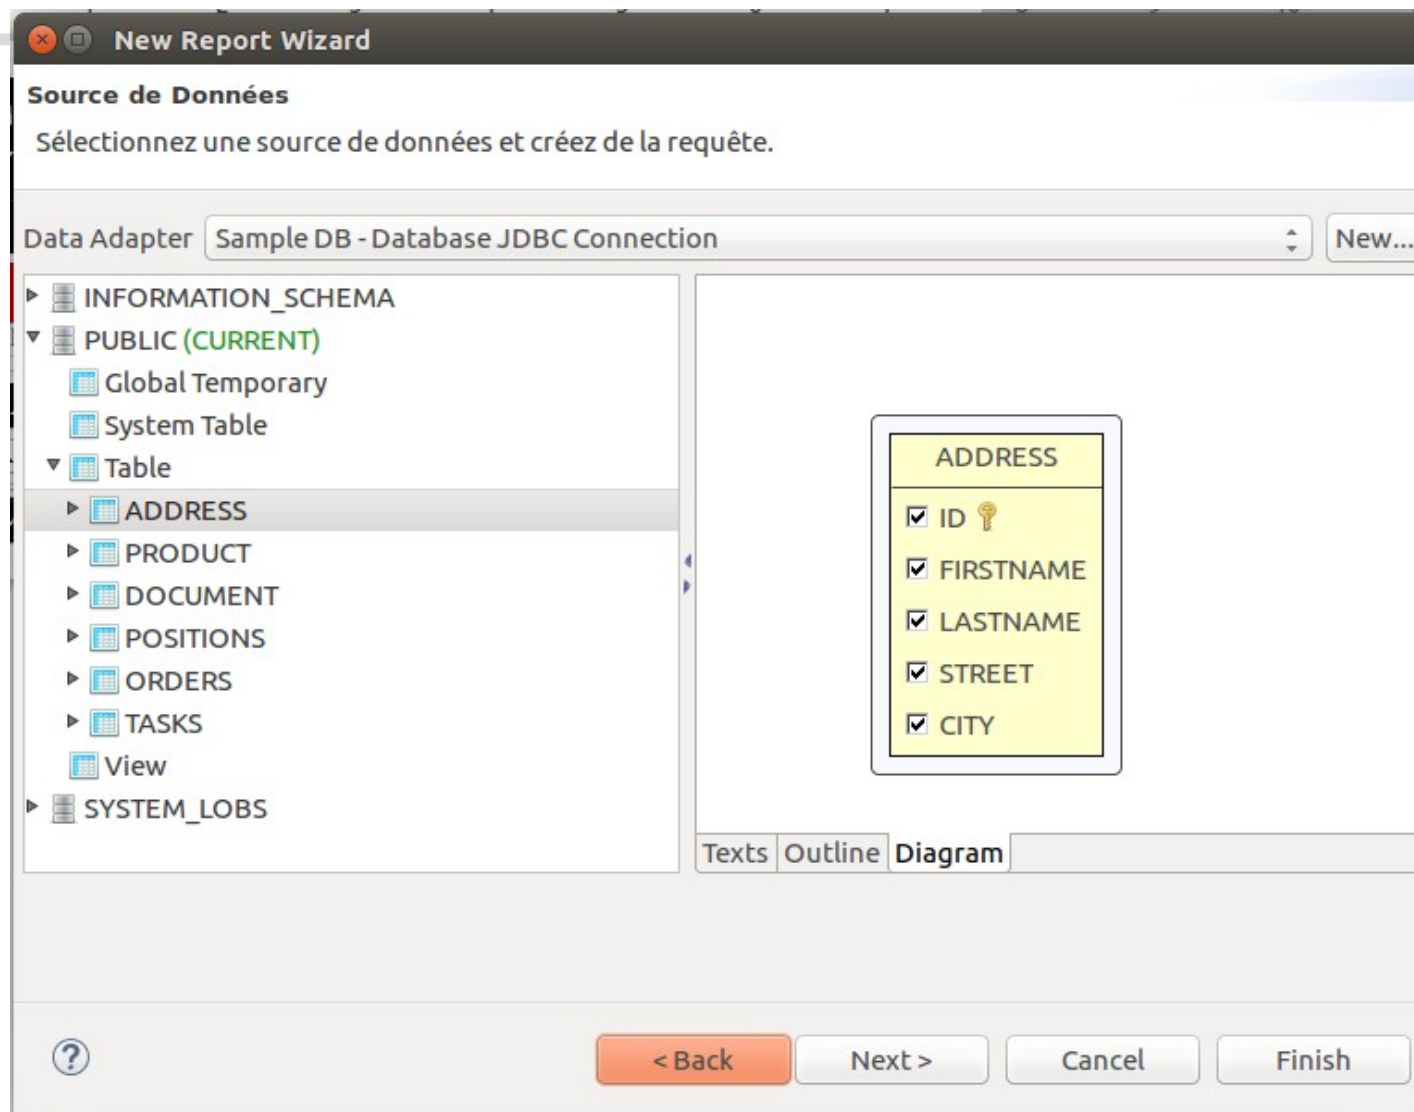 New Report Wizard
Source de Données
Sélectionnez une source de données et créez de la requête.
Data Adapter Sample DB - Database JDBC Connection New...
INFORMATION_SCHEMA
PUBLIC (CURRENT)
Global Temporary
System Table
Table
ADDRESS
PRODUCT
DOCUMENT
POSITIONS
ORDERS
TASKS
View
SYSTEM_LOBS
ADDRESS
ID
FIRSTNAME
LASTNAME
STREET
CITY
Texts Outline Diagram
? < Back Next > Cancel Finish